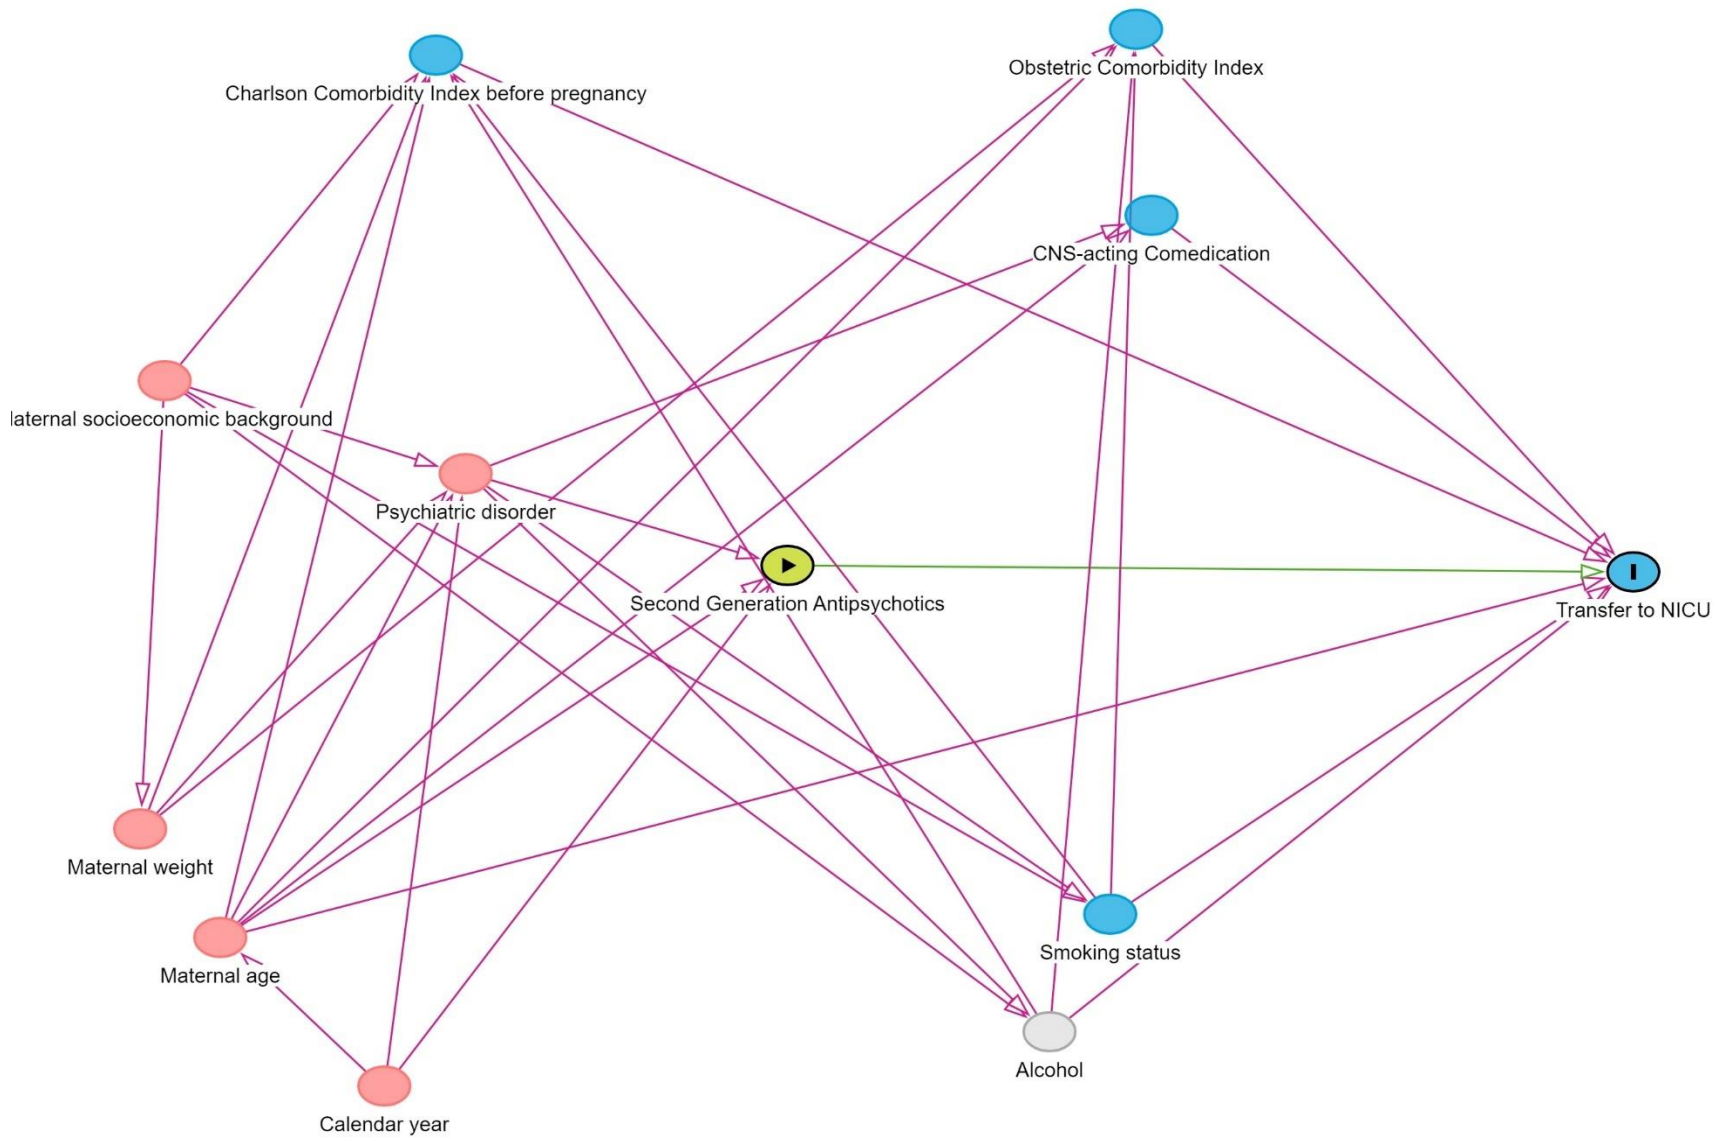 Obstetric Comorbidity Index
Charlson Comorbidity Index before pregnancy
CNS-acting Comedication
laternal socioeconomic background
Psychiatric disorder
Second Generation Antipsychotics
Transfer to NICU
Maternal weight
Smoking status
Maternal age
Alcohol
Calendar year